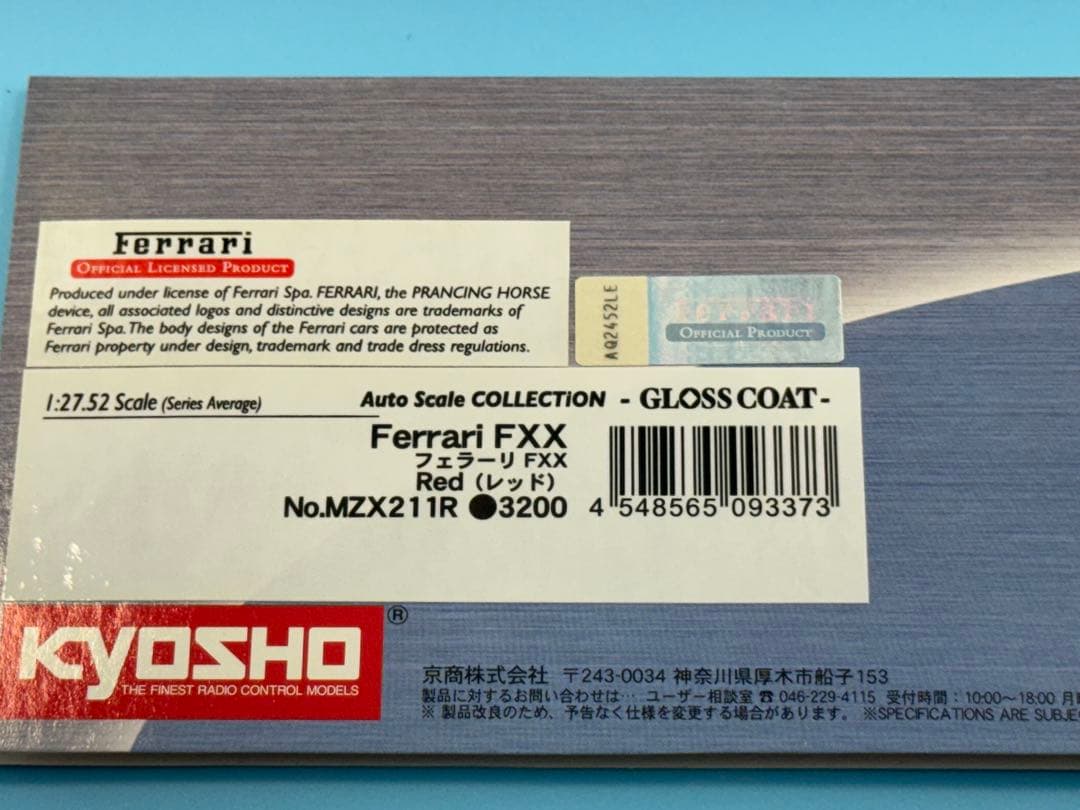 Ferrari
OFFICIAL LICENSED PRODUCT
Produced under license of Ferrari Spa. FERRARI, the PRANCING HORSE
device, all associated logos and distinctive designs are trademarks of
Ferrari Spa. The body designs of the Ferrari cars are protected as
Ferrari property under design, trademark and trade dress regulations.
AQ2452LE
Ferrari
OFFICIAL PRODUCT
1:27.52 Scale (Series Average)
Auto Scale COLLECTiON - GLOSS COAT -
Ferrari FXX
フェラーリ FXX
Red (レッド)
No.MZX211R ●3200
4 548565 093373
KYOSHO ®
THE FINEST RADIO CONTROL MODELS
京商株式会社 〒243-0034 神奈川県厚木市船子153
製品に対するお問い合わせは… ユーザー相談室 ☎ 046-229-4115 受付時間：10:00〜18:00 月
※ 製品改良のため、予告なく仕様を変更する場合があります。 ※SPECIFICATIONS ARE SUBJE